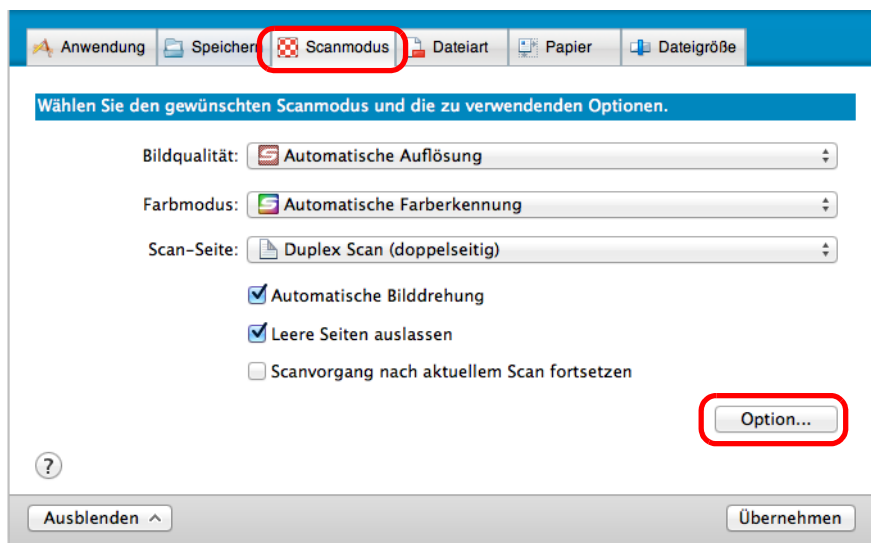 Anwendung Speichern Scanmodus Dateiart Papier Dateigröße
Wählen Sie den gewünschten Scanmodus und die zu verwendenden Optionen.
Bildqualität: Automatische Auflösung
Farbmodus: Automatische Farberkennung
Scan-Seite: Duplex Scan (doppelseitig)
Automatische Bilddrehung
Leere Seiten auslassen
Scanvorgang nach aktuellem Scan fortsetzen
Option...
?
Ausblenden Übernehmen